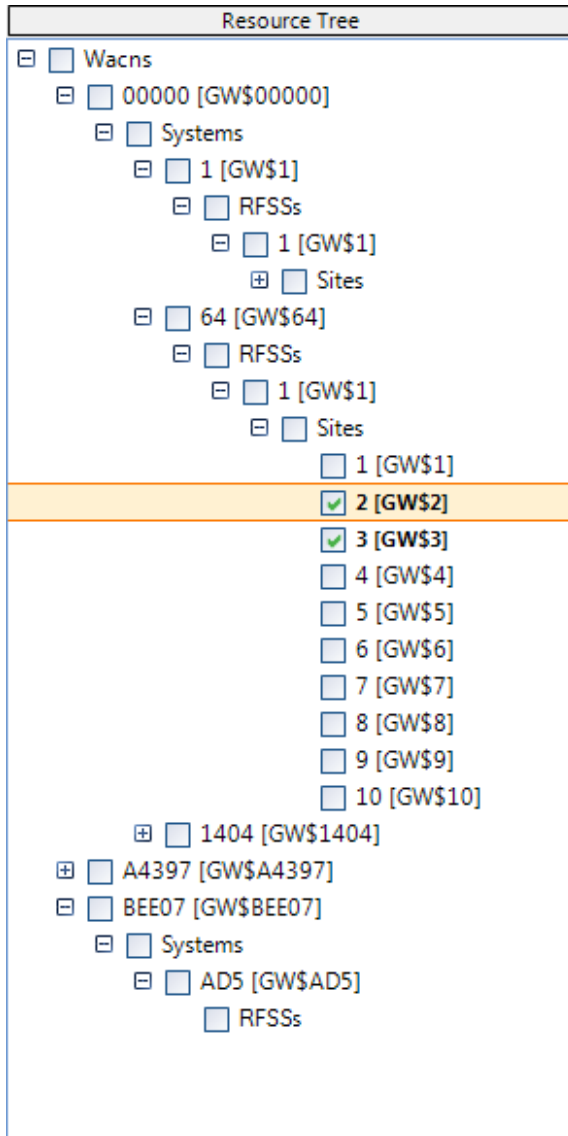 Resource Tree
Wacns
00000 [GW$00000]
Systems
1 [GW$1]
RFSSs
1 [GW$1]
Sites
64 [GW$64]
RFSSs
1 [GW$1]
Sites
1 [GW$1]
2 [GW$2]
3 [GW$3]
4 [GW$4]
5 [GW$5]
6 [GW$6]
7 [GW$7]
8 [GW$8]
9 [GW$9]
10 [GW$10]
1404 [GW$1404]
A4397 [GW$A4397]
BEE07 [GW$BEE07]
Systems
AD5 [GW$AD5]
RFSSs